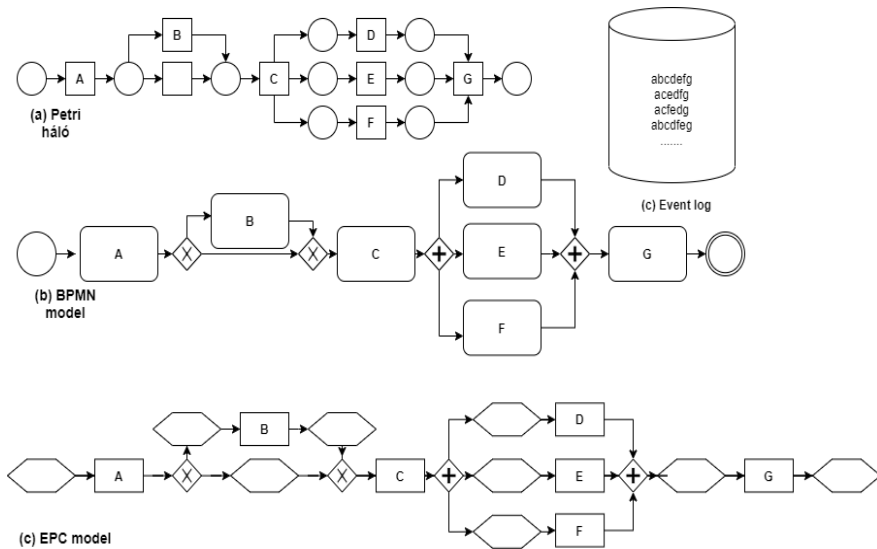 B
A
C
D
E
F
G
(a) Petri
háló
abcdefg
acedfg
acfedg
abcdfeg
.......
(c) Event log
A
B
X
X
C
D
E
F
G
(b) BPMN
model
A
B
X
X
C
D
E
F
G
(c) EPC model